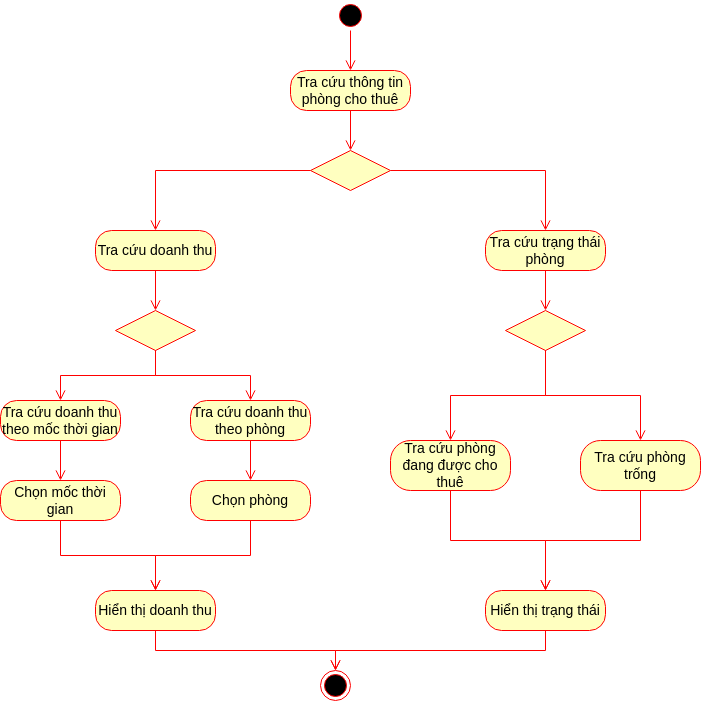 Tra cứu thông tin
phòng cho thuê
Tra cứu doanh thu
Tra cứu trạng thái
phòng
Tra cứu doanh thu
theo mốc thời gian
Tra cứu doanh thu
theo phòng
Tra cứu phòng
đang được cho
thuê
Tra cứu phòng
trống
Chọn mốc thời
gian
Chọn phòng
Hiển thị doanh thu
Hiển thị trạng thái